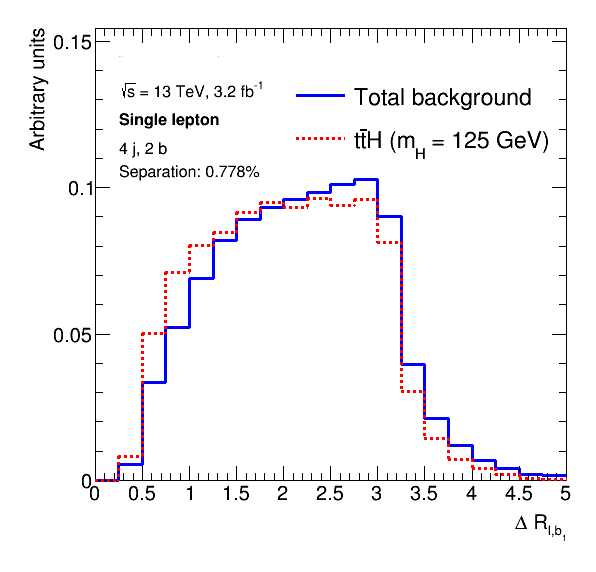 Arbitrary units
0.15
0.1
0.05
0
√s = 13 TeV, 3.2 fb⁻¹
Single lepton
4 j, 2 b
Separation: 0.778%
Total background
tt̄H (m_H = 125 GeV)
0 0.5 1 1.5 2 2.5 3 3.5 4 4.5 5
Δ R_l,b₁